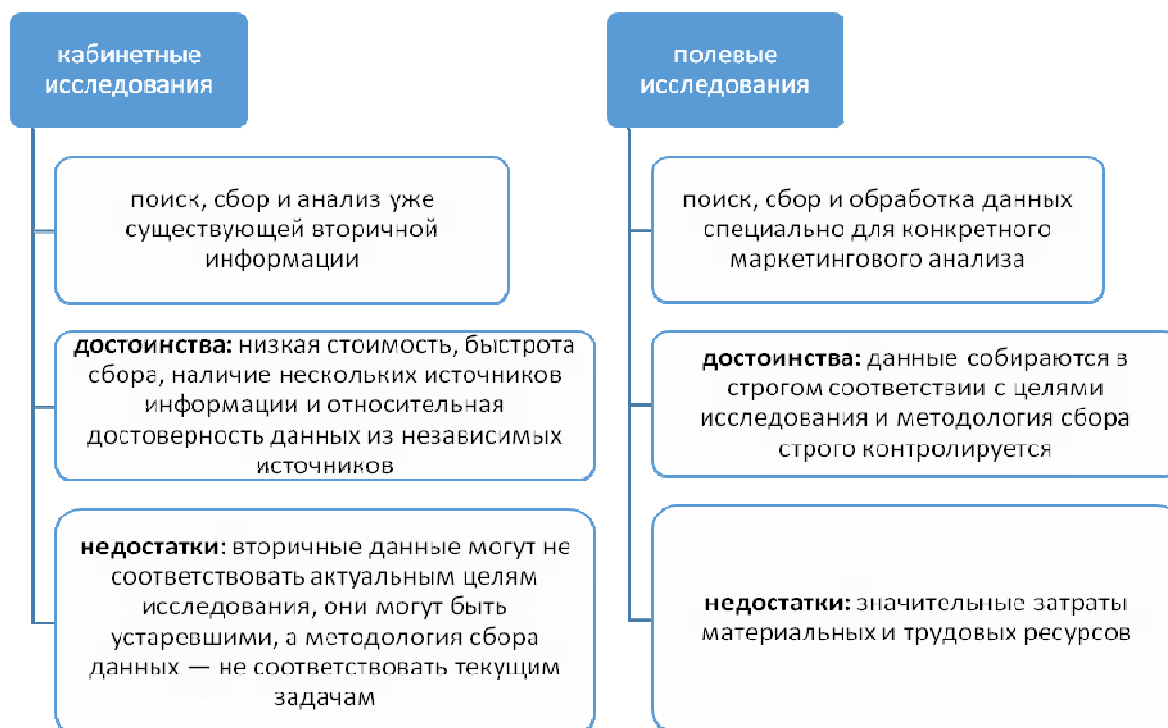 кабинетные
исследования
поиск, сбор и анализ уже
существующей вторичной
информации
достоинства: низкая стоимость, быстрота
сбора, наличие нескольких источников
информации и относительная
достоверность данных из независимых
источников
недостатки: вторичные данные могут не
соответствовать актуальным целям
исследования, они могут быть
устаревшими, а методология сбора
данных — не соответствовать текущим
задачам
полевые
исследования
поиск, сбор и обработка данных
специально для конкретного
маркетингового анализа
достоинства: данные собираются в
строгом соответствии с целями
исследования и методология сбора
строго контролируется
недостатки: значительные затраты
материальных и трудовых ресурсов